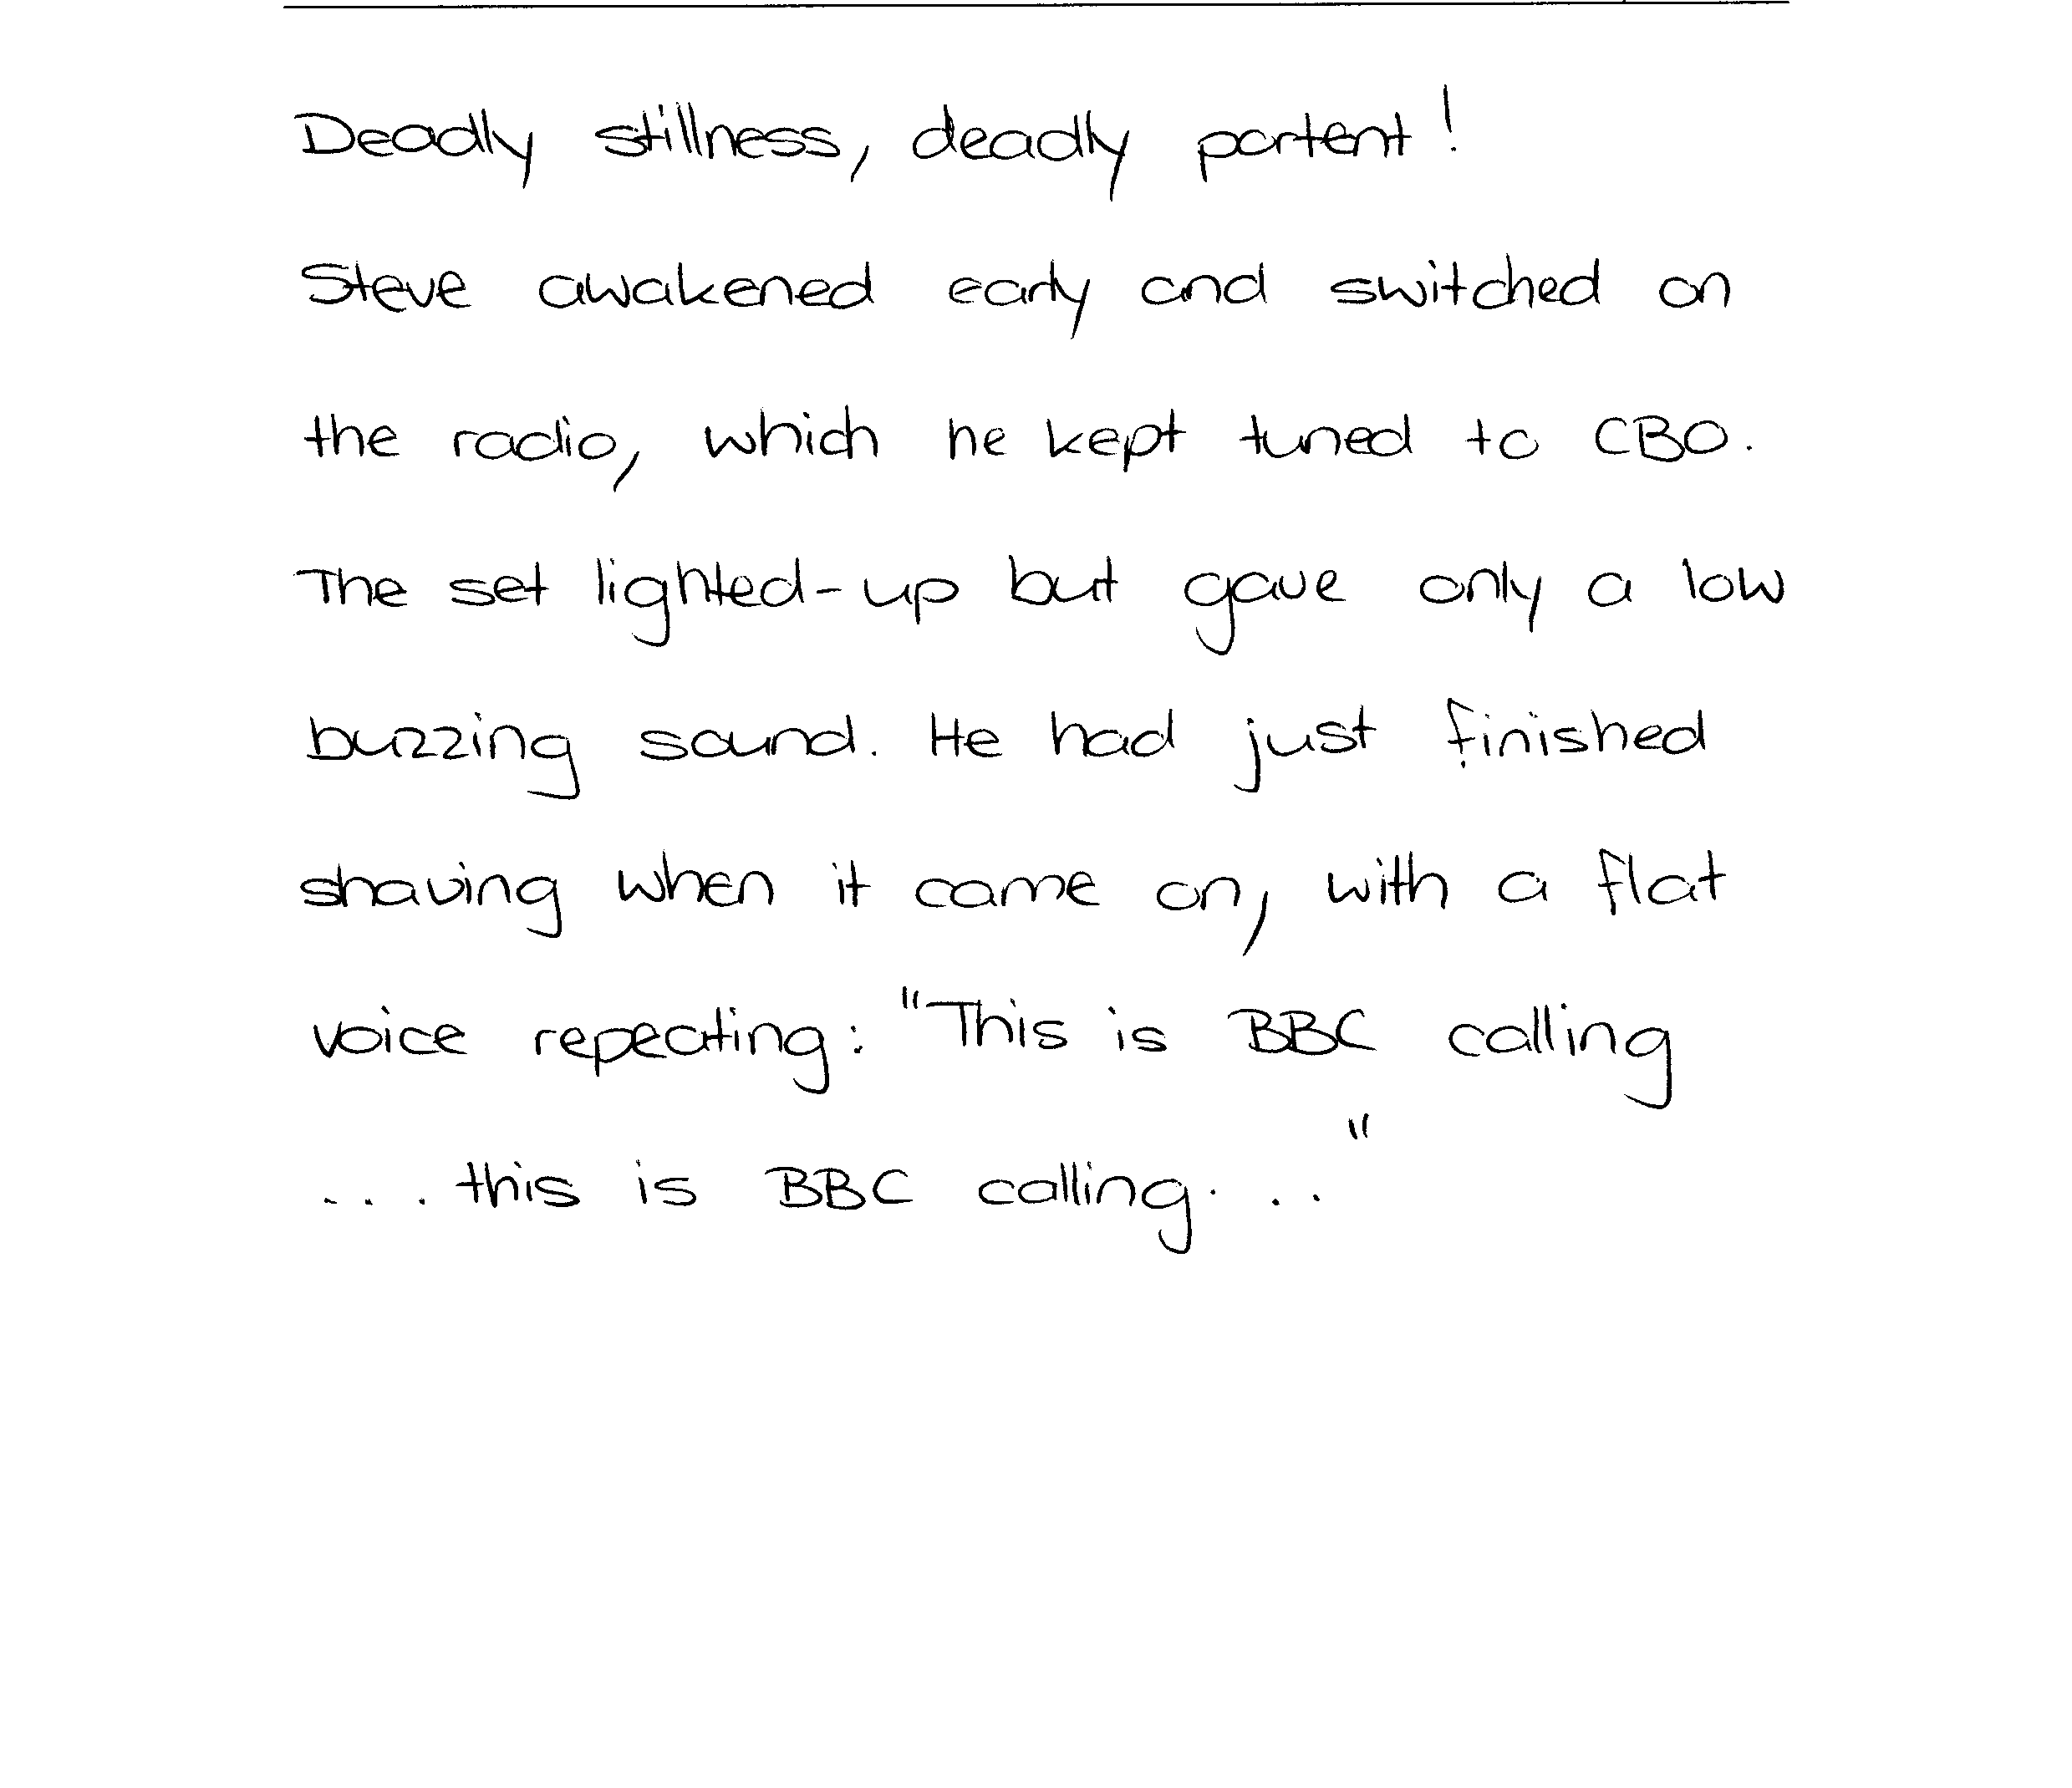 Deadly stillness, deadly portent!
Steve awakened early and switched on
the radio, which he kept tuned to CBO.
The set lighted-up but gave only a low
buzzing sound. He had just finished
shaving when it came on, with a flat
voice repeating: "This is BBC calling
... this is BBC calling..."